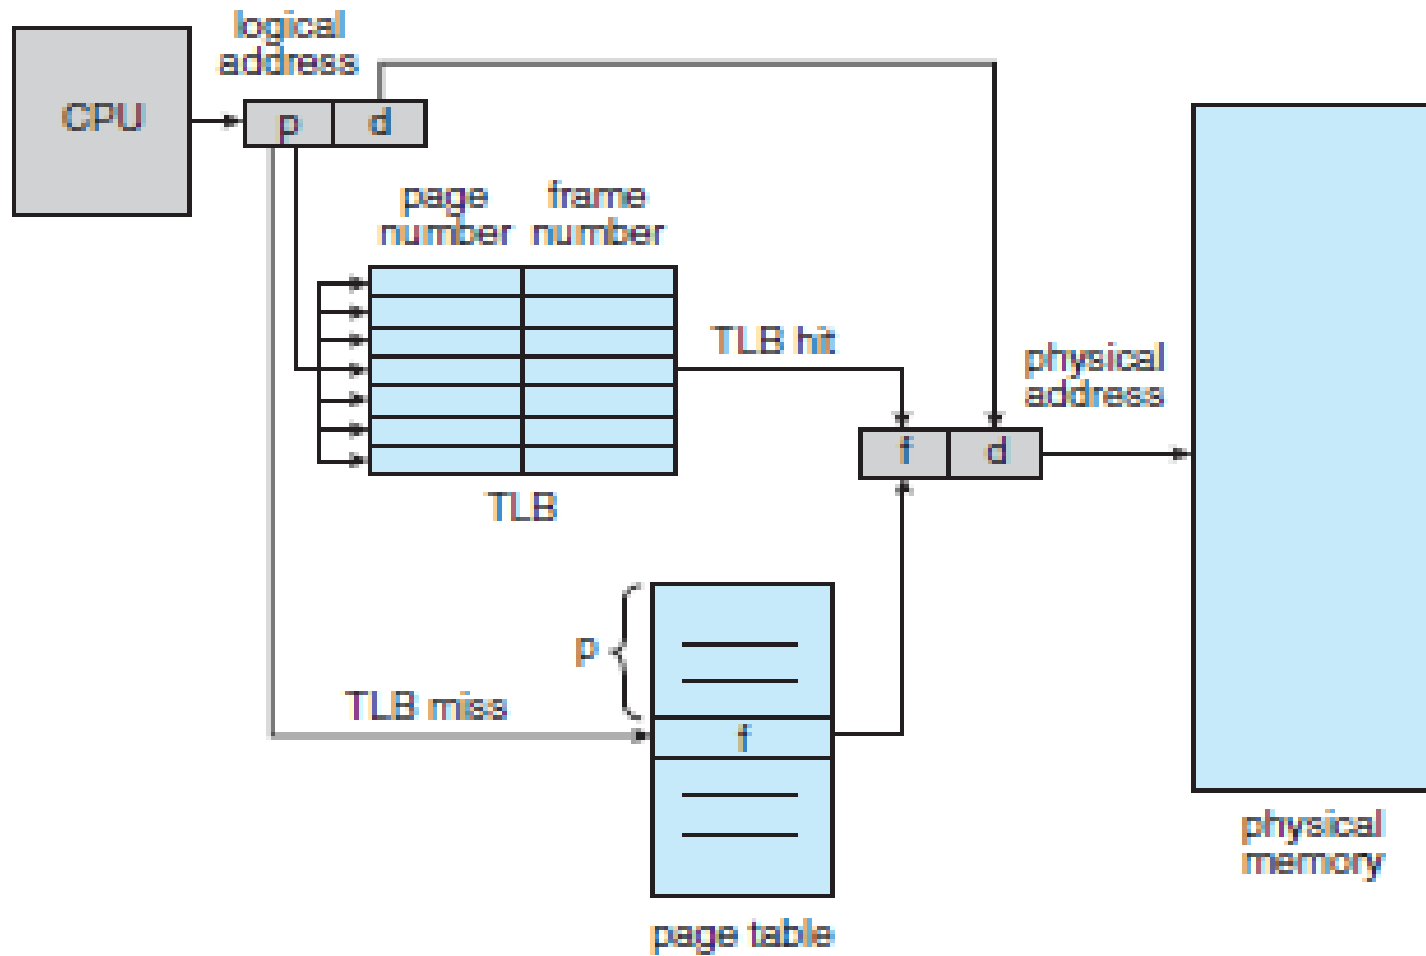 logical
address
CPU
p
d
page
number
frame
number
TLB hit
physical
address
f
d
TLB
p
TLB miss
f
physical
memory
page table